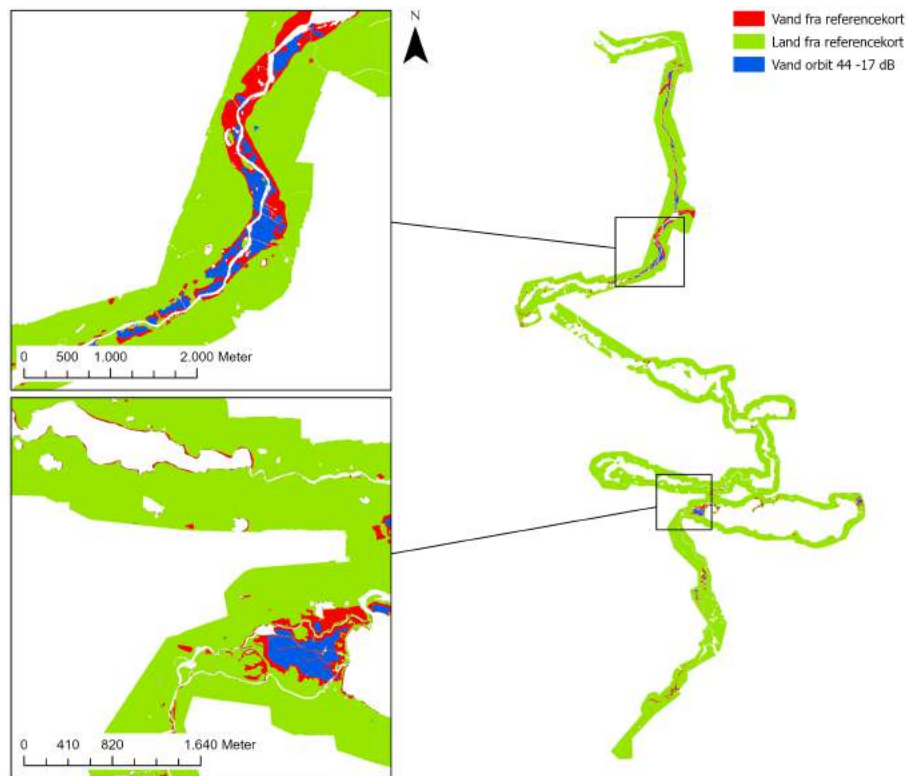 N
Vand fra referencekort
Land fra referencekort
Vand orbit 44 -17 dB
0 500 1.000 2.000 Meter
0 410 820 1.640 Meter